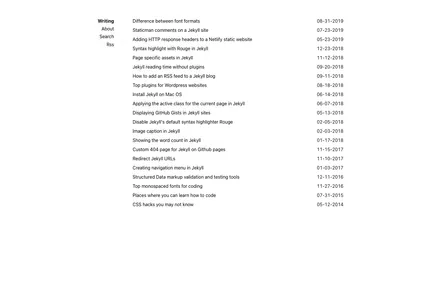 Writing
About
Search
Rss
Difference between font formats 08-31-2019
Staticman comments on a Jekyll site 07-23-2019
Adding HTTP response headers to a Netlify static website 05-23-2019
Syntax highlight with Rouge in Jekyll 12-23-2018
Page specific assets in Jekyll 11-12-2018
Jekyll reading time without plugins 09-20-2018
How to add an RSS feed to a Jekyll blog 09-11-2018
Top plugins for Wordpress websites 08-18-2018
Install Jekyll on Mac OS 06-14-2018
Applying the active class for the current page in Jekyll 06-07-2018
Displaying GitHub Gists in Jekyll sites 05-13-2018
Disable Jekyll's default syntax highlighter Rouge 02-05-2018
Image caption in Jekyll 02-03-2018
Showing the word count in Jekyll 01-17-2018
Custom 404 page for Jekyll on Github pages 11-15-2017
Redirect Jekyll URLs 11-10-2017
Creating navigation menu in Jekyll 01-03-2017
Structured Data markup validation and testing tools 12-11-2016
Top monospaced fonts for coding 11-27-2016
Places where you can learn how to code 07-31-2015
CSS hacks you may not know 05-12-2014